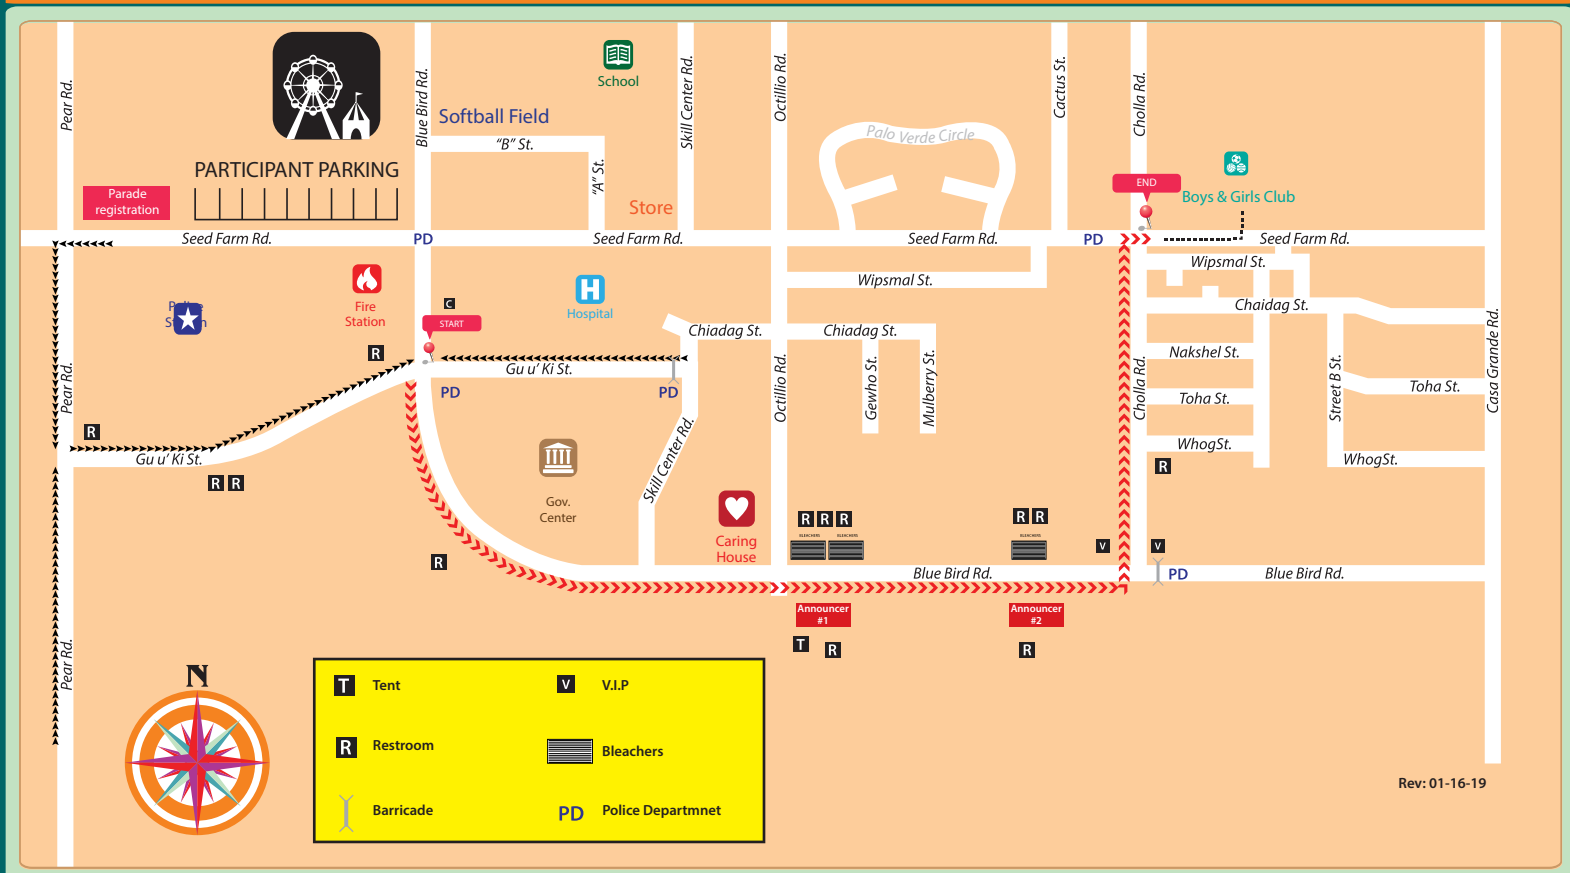 Pear Rd.
Blue Bird Rd.
School
Skill Center Rd.
Octillio Rd.
Cactus St.
Cholla Rd.
Softball Field
"B" St.
"A" St.
Palo Verde Circle
PARTICIPANT PARKING
Parade
registration
Store
END
Boys & Girls Club
Seed Farm Rd.
PD
Seed Farm Rd.
Seed Farm Rd.
PD
Seed Farm Rd.
Wipsmal St.
Wipsmal St.
Fire
Station
C
START
H
Hospital
Chaidag St.
Chiadag St.
Chiadag St.
Casa Grande Rd.
R
Gu u' Ki St.
Nakshel St.
Pear Rd.
PD
PD
Octillio Rd.
Gewho St.
Mulberry St.
Cholla Rd.
Toha St.
Street B St.
Toha St.
R
Gu u' Ki St.
Skill Center Rd.
WhogSt.
WhogSt.
R
R R
Gov.
Center
Caring
House
R R R
BLEACHERS
BLEACHERS
R R
BLEACHERS
V
V
R
Blue Bird Rd.
PD
Blue Bird Rd.
Announcer
#1
Announcer
#2
T
R
R
Pear Rd.
N
T Tent
V V.I.P
R Restroom
Bleachers
Barricade
PD Police Departmnet
Rev: 01-16-19